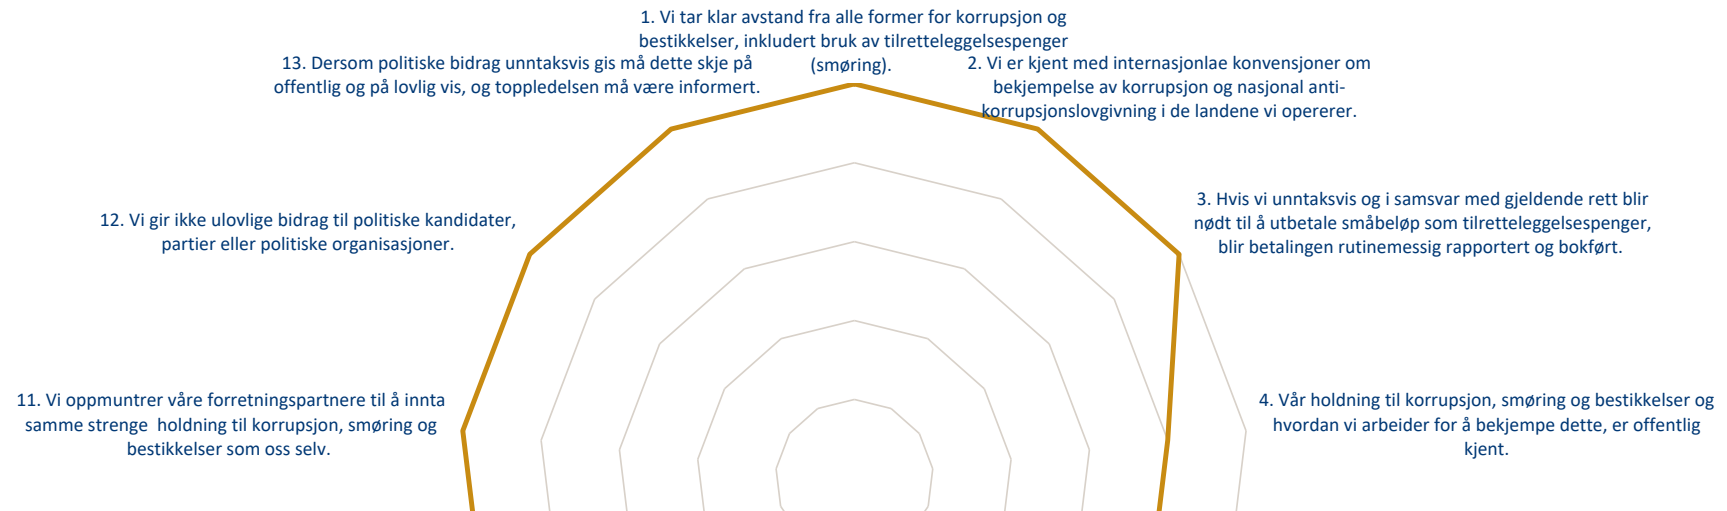 1. Vi tar klar avstand fra alle former for korrupsjon og
bestikkelser, inkludert bruk av tilretteleggelsespenger
(smøring).
2. Vi er kjent med internasjonlae konvensjoner om
bekjempelse av korrupsjon og nasjonal anti-
korrupsjonslovgivning i de landene vi opererer.
3. Hvis vi unntaksvis og i samsvar med gjeldende rett blir
nødt til å utbetale småbeløp som tilretteleggelsespenger,
blir betalingen rutinemessig rapportert og bokført.
4. Vår holdning til korrupsjon, smøring og bestikkelser og
hvordan vi arbeider for å bekjempe dette, er offentlig
kjent.
11. Vi oppmuntrer våre forretningspartnere til å innta
samme strenge  holdning til korrupsjon, smøring og
bestikkelser som oss selv.
12. Vi gir ikke ulovlige bidrag til politiske kandidater,
partier eller politiske organisasjoner.
13. Dersom politiske bidrag unntaksvis gis må dette skje på
offentlig og på lovlig vis, og toppledelsen må være informert.